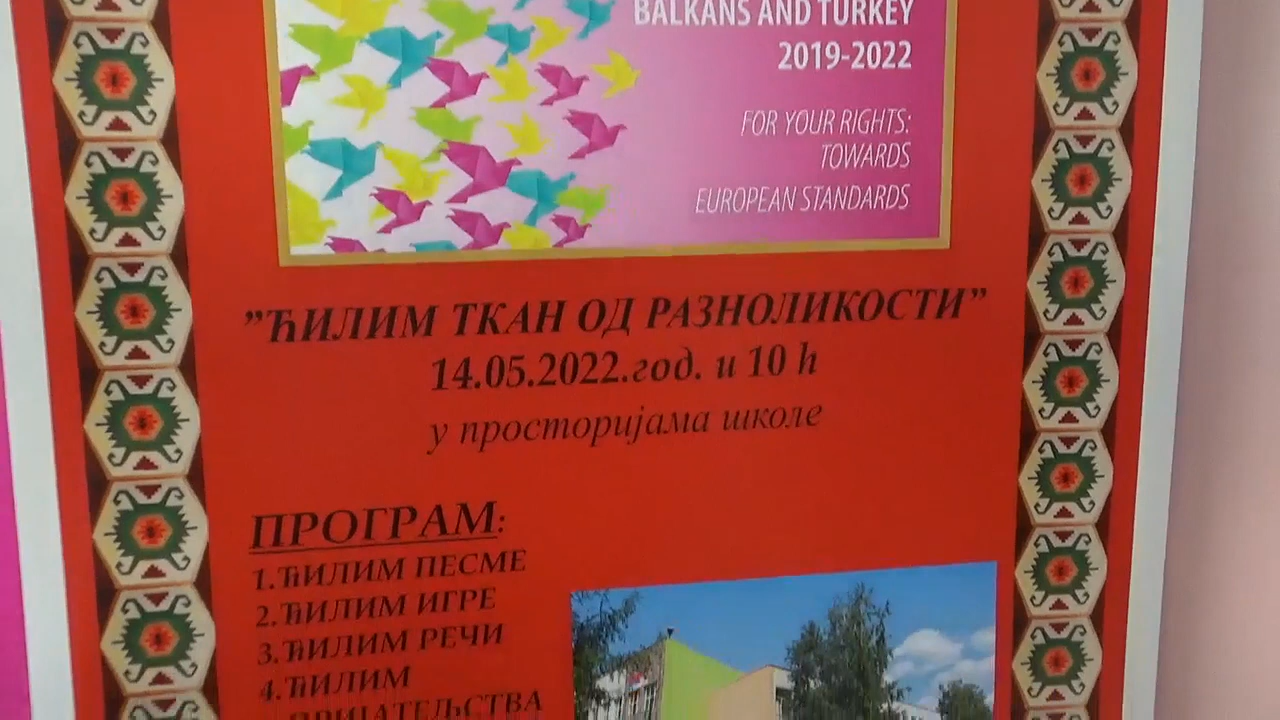 BALKANS AND TURKEY
2019-2022
FOR YOUR RIGHTS:
TOWARDS
EUROPEAN STANDARDS
”ЋИЛИМ ТКАН ОД РАЗНОЛИКОСТИ”
14.05.2022.год. и 10 h
у просторијама школе
ПРОГРАМ:
1.ЋИЛИМ ПЕСМЕ
2.ЋИЛИМ ИГРЕ
3.ЋИЛИМ РЕЧИ
4.ЋИЛИМ
ПРИЈАТЕЉСТВА